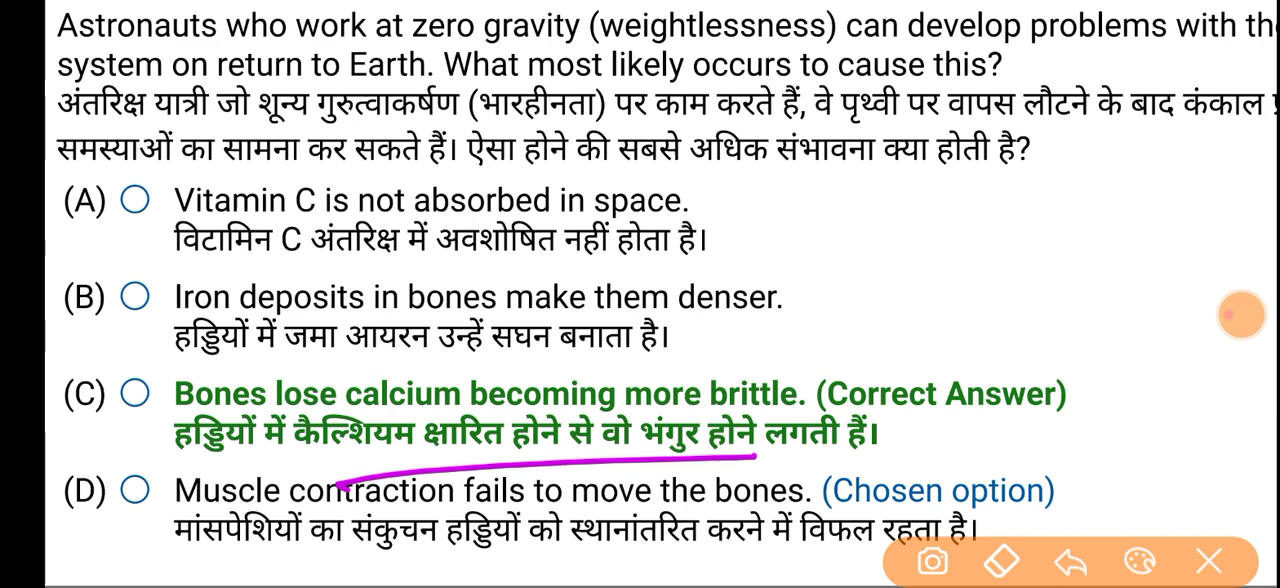 Astronauts who work at zero gravity (weightlessness) can develop problems with
system on return to Earth. What most likely occurs to cause this?
अंतरिक्ष यात्री जो शून्य गुरुत्वाकर्षण (भारहीनता) पर काम करते हैं, वे पृथ्वी पर वापस लौटने के बाद कंकाल
समस्याओं का सामना कर सकते हैं। ऐसा होने की सबसे अधिक संभावना क्या होती है?
(A) Vitamin C is not absorbed in space.
विटामिन C अंतरिक्ष में अवशोषित नहीं होता है।
(B) Iron deposits in bones make them denser.
हड्डियों में जमा आयरन उन्हें सघन बनाता है।
(C) Bones lose calcium becoming more brittle. (Correct Answer)
हड्डियों में कैल्शियम क्षारित होने से वो भंगुर होने लगती हैं।
(D) Muscle contraction fails to move the bones. (Chosen option)
मांसपेशियों का संकुचन हड्डियों को स्थानांतरित करने में विफल रहता है।